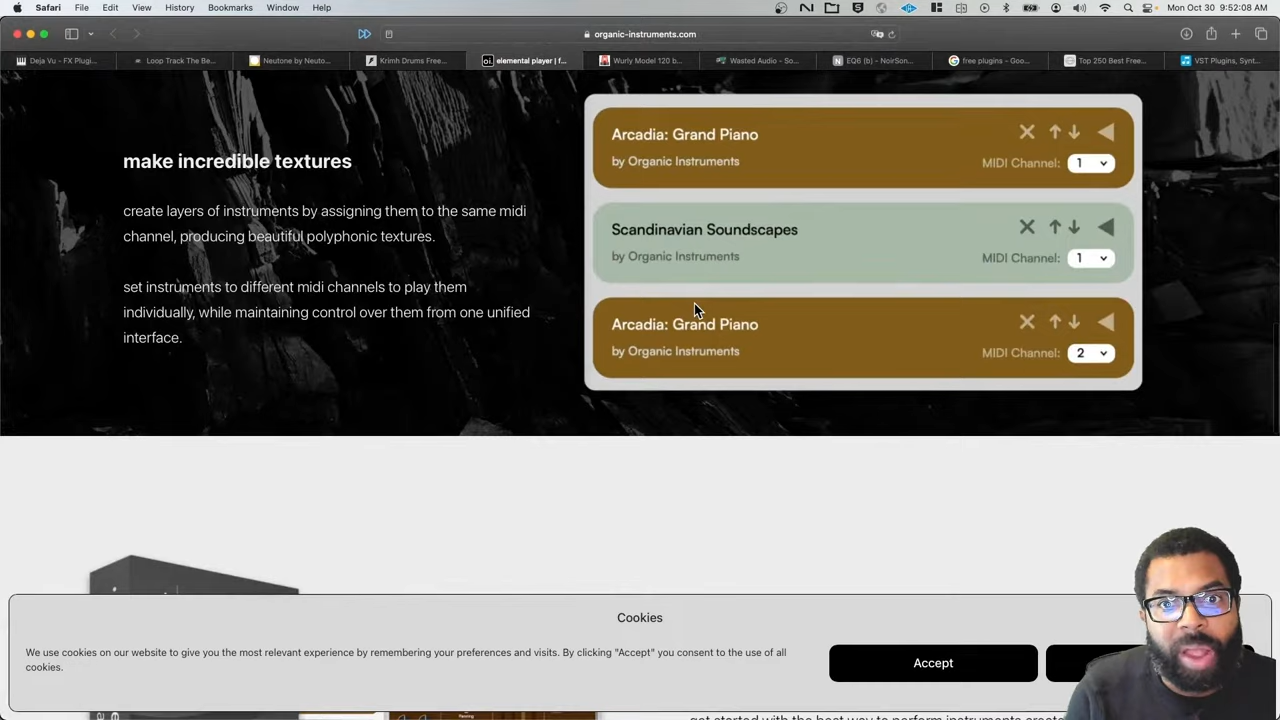 Safari File Edit View History Bookmarks Window Help Mon Oct 30 9:52:08 AM
organic-instruments.com
Deja Vu - FX Plugi... Loop Track The Be... Neutone by Neuto... Krimh Drums Free... elemental player | f... Wurly Model 120 b... Wasted Audio - So... EQ6 (b) - NoirSon... free plugins - Goo... Top 250 Best Free... VST Plugins, Synt...
make incredible textures
create layers of instruments by assigning them to the same midi
channel, producing beautiful polyphonic textures.
set instruments to different midi channels to play them
individually, while maintaining control over them from one unified
interface.
Arcadia: Grand Piano
by Organic Instruments
MIDI Channel: 1
Scandinavian Soundscapes
by Organic Instruments
MIDI Channel: 1
Arcadia: Grand Piano
by Organic Instruments
MIDI Channel: 2
Cookies
We use cookies on our website to give you the most relevant experience by remembering your preferences and visits. By clicking "Accept" you consent to the use of all
cookies.
Accept